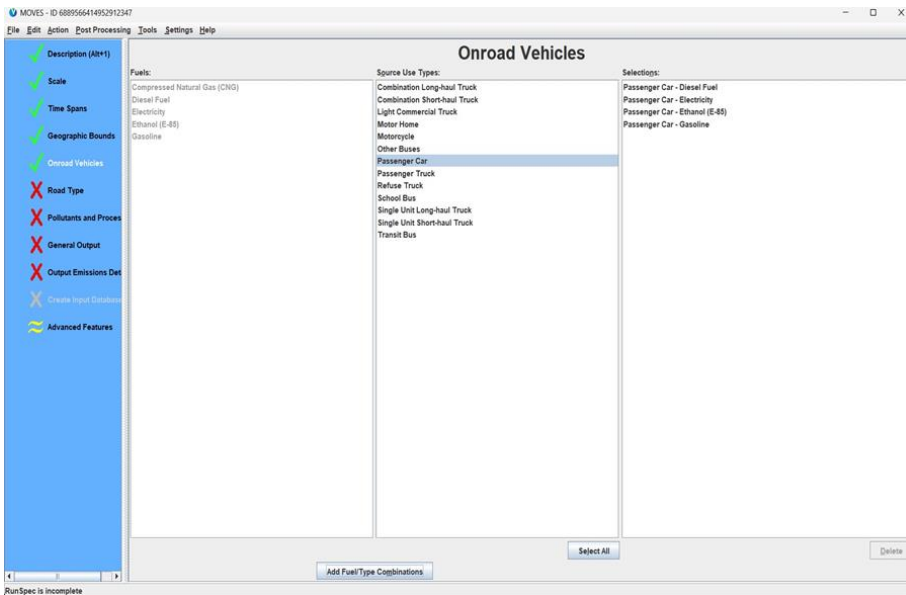 MOVES - ID 6889566414952912347
File Edit Action Post Processing Tools Settings Help
Description (Alt+1)
Scale
Time Spans
Geographic Bounds
Onroad Vehicles
Road Type
Pollutants and Proces
General Output
Output Emissions Det
Create Input Database
Advanced Features
Onroad Vehicles
Fuels:
Compressed Natural Gas (CNG)
Diesel Fuel
Electricity
Ethanol (E-85)
Gasoline
Source Use Types:
Combination Long-haul Truck
Combination Short-haul Truck
Light Commercial Truck
Motor Home
Motorcycle
Other Buses
Passenger Car
Passenger Truck
Refuse Truck
School Bus
Single Unit Long-haul Truck
Single Unit Short-haul Truck
Transit Bus
Selections:
Passenger Car - Diesel Fuel
Passenger Car - Electricity
Passenger Car - Ethanol (E-85)
Passenger Car - Gasoline
Select All
Delete
Add Fuel/Type Combinations
RunSpec is incomplete